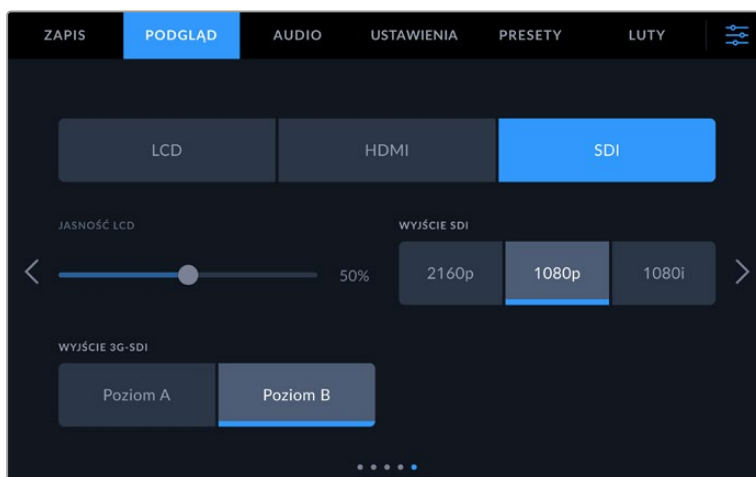 ZAPIS PODGLĄD AUDIO USTAWIENIA PRESETY LUTY
LCD HDMI SDI
JASNOŚĆ LCD WYJŚCIE SDI
50% 2160p 1080p 1080i
WYJŚCIE 3G-SDI
Poziom A Poziom B